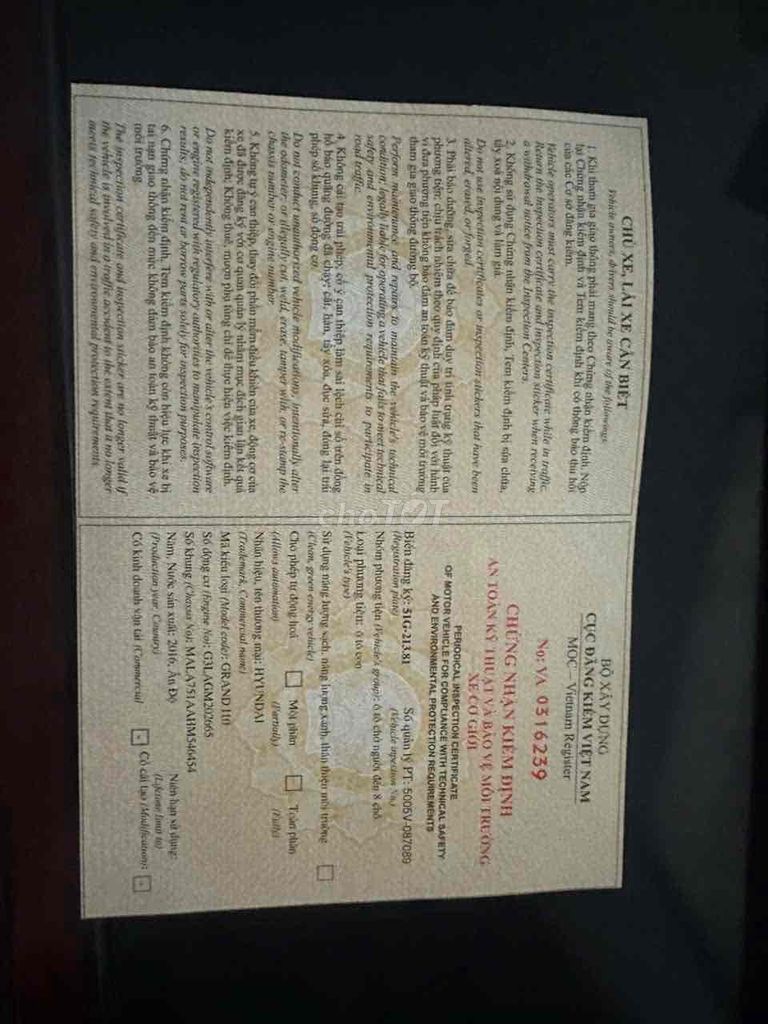 CHỦ XE, LÁI XE CẦN BIẾT
Vehicle owners, drivers should be aware of the followings
1. Khi tham gia giao thông phải mang theo Chứng nhận kiểm định. Nộp
lại Chứng nhận kiểm định và Tem kiểm định khi có thông báo thu hồi
của các Cơ sở đăng kiểm.
Vehicle operators must carry the inspection certificate while in traffic.
Return the inspection certificate and inspection sticker when receiving
a withdrawal notice from the Inspection Centers.
2. Không sử dụng Chứng nhận kiểm định, Tem kiểm định bị sửa chữa,
tẩy xoá nội dung và làm giả.
Do not use inspection certificates or inspection stickers that have been
altered, erased, or forged.
3. Phải bảo dưỡng, sửa chữa để bảo đảm duy trì tình trạng kỹ thuật của
phương tiện; chịu trách nhiệm theo quy định của pháp luật đối với hành
vi đưa phương tiện không bảo đảm an toàn kỹ thuật và bảo vệ môi trường
tham gia giao thông đường bộ.
Perform maintenance and repairs to maintain the vehicle's technical
condition; legally liable for operating a vehicle that fails to meet technical
safety and environmental protection requirements to participate in
road traffic.
4. Không cải tạo trái phép, cố ý can thiệp làm sai lệch chỉ số trên đồng
hồ báo quãng đường đã chạy; cắt, hàn, tẩy xóa, đục sửa, đóng lại trái
phép số khung, số động cơ.
Do not conduct unauthorized vehicle modifications; intentionally alter
the odometer; or illegally cut, weld, erase, tamper with, or re-stamp the
chassis number or engine number.
5. Không tự ý can thiệp, thay đổi phần mềm điều khiển của xe, động cơ của
xe đã được đăng ký với cơ quan quản lý nhằm mục đích gian lận kết quả
kiểm định; Không thuê, mượn phụ tùng chỉ để thực hiện việc kiểm định.
Do not independently interfere with or alter the vehicle's control software
or engine registered with regulatory authorities to manipulate inspection
results; do not rent or borrow parts solely for inspection purposes.
6. Chứng nhận kiểm định, Tem kiểm định không còn hiệu lực khi xe bị
tai nạn giao thông đến mức không đảm bảo an toàn kỹ thuật và bảo vệ
môi trường.
The inspection certificate and inspection sticker are no longer valid if
the vehicle is involved in a traffic accident to the extent that it no longer
meets technical safety and environmental protection requirements.
BỘ XÂY DỰNG
CỤC ĐĂNG KIỂM VIỆT NAM
MOC – Vietnam Register
No: VA 0316239
CHỨNG NHẬN KIỂM ĐỊNH
AN TOÀN KỸ THUẬT VÀ BẢO VỆ MÔI TRƯỜNG
XE CƠ GIỚI
PERIODICAL INSPECTION CERTIFICATE
OF MOTOR VEHICLE FOR COMPLIANCE WITH TECHNICAL SAFETY
AND ENVIRONMENTAL PROTECTION REQUIREMENTS
Biển đăng ký: 51G-213.81 Số quản lý PT: 5005V-087089
(Registration plate) (Vehicle inspection No.)
Nhóm phương tiện (Vehicle's group): ô tô chở người đến 8 chỗ
Loại phương tiện: ô tô con
(Vehicle's type)
Sử dụng năng lượng sạch, năng lượng xanh, thân thiện môi trường
(Clean, green energy vehicle)
Cho phép tự động hoá Một phần Toàn phần
(Allows automation) (Partially) (Fully)
Nhãn hiệu, tên thương mại: HYUNDAI
(Trademark, Commercial name)
Mã kiểu loại (Model code): GRAND I10
Số động cơ (Engine No): G3LAGM202665
Số khung (Chassis No): MALA751AAHM546454
Năm, Nước sản xuất: 2016, Ấn Độ Niên hạn sử dụng:
(Production year, Country) (Lifetime limit to)
Có kinh doanh vận tải (Commercial Có cải tạo (Modification):
choTỐT